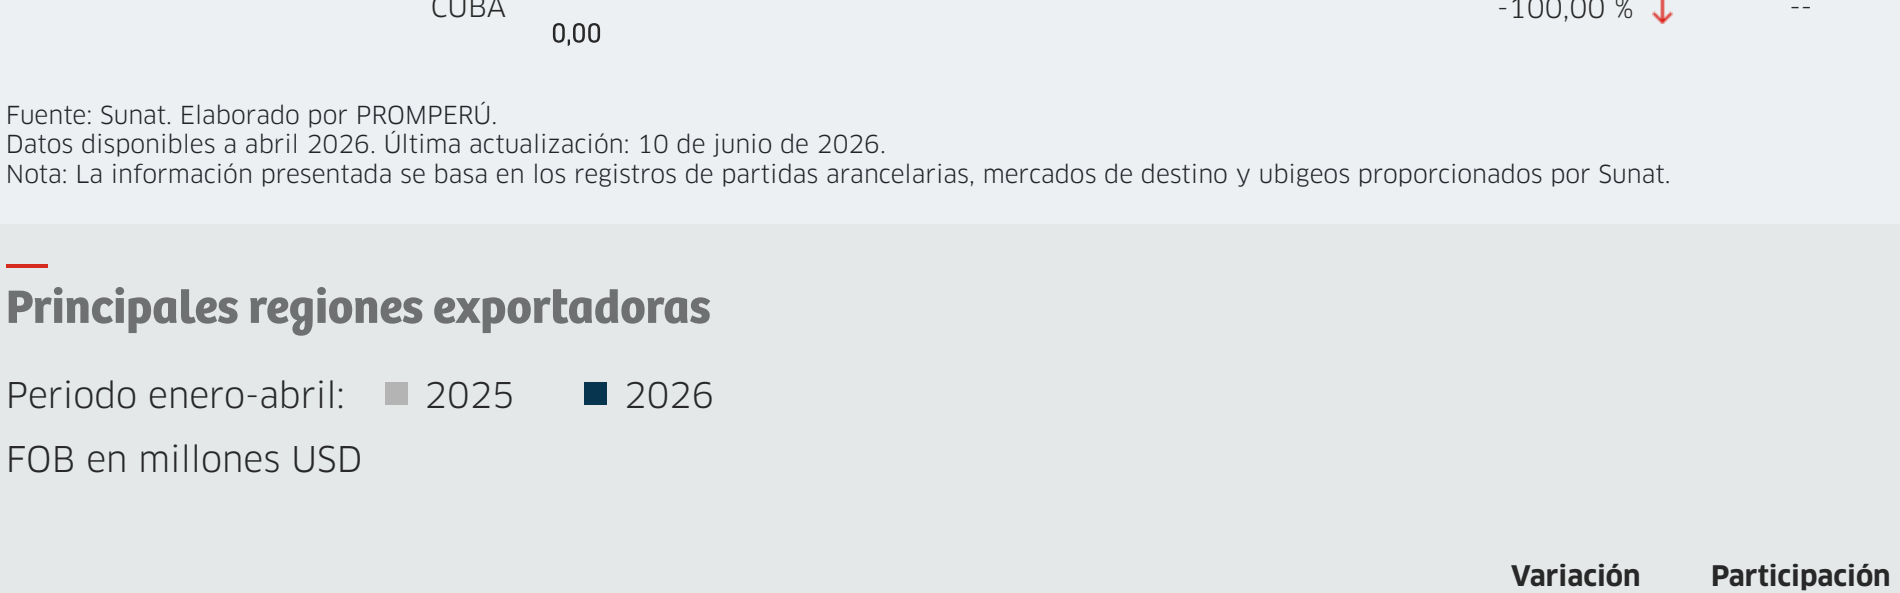 CUBA -100,00 % --
0,00
Fuente: Sunat. Elaborado por PROMPERÚ.
Datos disponibles a abril 2026. Última actualización: 10 de junio de 2026.
Nota: La información presentada se basa en los registros de partidas arancelarias, mercados de destino y ubigeos proporcionados por Sunat.
Principales regiones exportadoras
Periodo enero-abril: 2025 2026
FOB en millones USD
Variación Participación